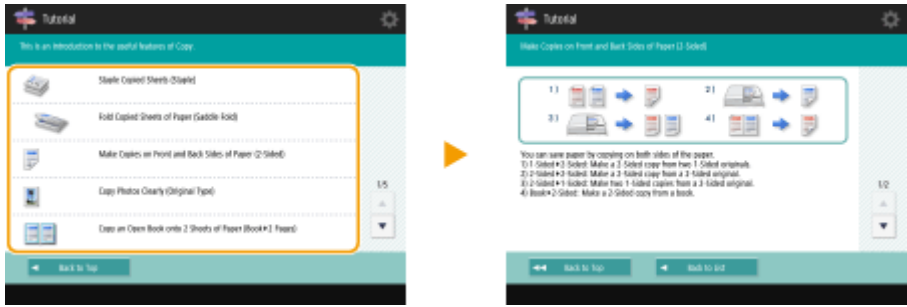 Tutorial
This is an introduction to the useful features of Copy.
Staple Copied Sheets (Staple)
Fold Copied Sheets of Paper (Saddle Fold)
Make Copies on Front and Back Sides of Paper (2-Sided)
Copy Photos Clearly (Original Type)
Copy an Open Book onto 2 Sheets of Paper (Book►2 Pages)
1/5
Back to Top
Tutorial
Make Copies on Front and Back Sides of Paper (2-Sided)
1)
2)
3)
4)
You can save paper by copying on both sides of the paper.
1) 1-Sided►2-Sided: Make a 2-Sided copy from two 1-Sided originals.
2) 2-Sided►2-Sided: Make a 2-Sided copy from a 2-Sided original.
3) 2-Sided►1-Sided: Make two 1-Sided copies from a 2-Sided original.
4) Book►2-Sided: Make a 2-Sided copy from a book.
1/2
Back to Top
Back to List